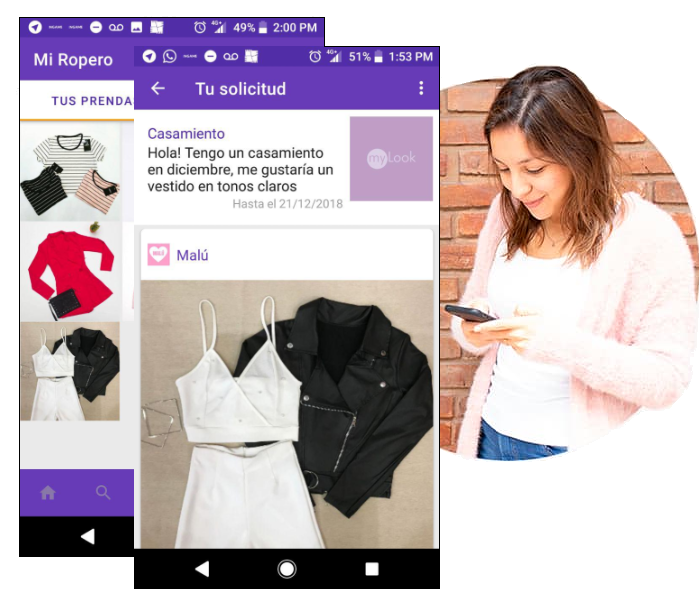 49% 2:00 PM
Mi Ropero
TUS PRENDA
4G+ 51% 1:53 PM
Tu solicitud
Casamiento
Hola! Tengo un casamiento
en diciembre, me gustaría un
vestido en tonos claros
Hasta el 21/12/2018
myLook
Malú